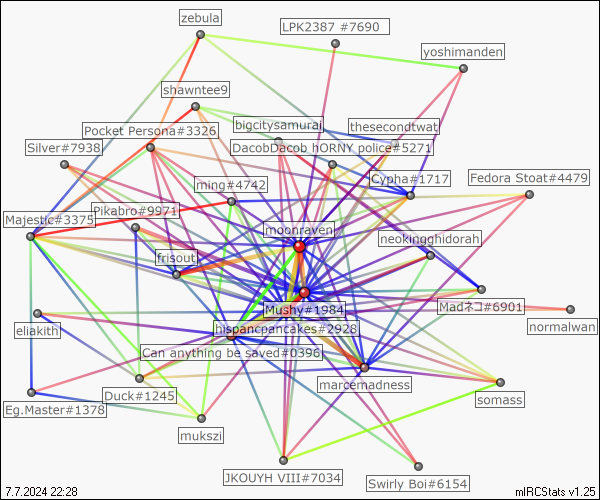 zebula
LPK2387 #7690
yoshimanden
shawntee9
bigcitysamurai
thesecondtwat
Pocket Persona#3326
DacobDacob hORNY police#5271
Silver#7938
ming#4742
Cypha#1717
Fedora Stoat#4479
Pikabro#9971
Majestic#3375
moonraven
neokingghidorah
frisout
Mushy#1984
Madネコ#6901
eliakith
hispancpancakes#2928
normalwan
Can anything be saved#0396
marcemadness
Duck#1245
somass
Eg.Master#1378
mukszi
JKOUYH VIII#7034
Swirly Boi#6154
7.7.2024 22:28
mIRCStats v1.25